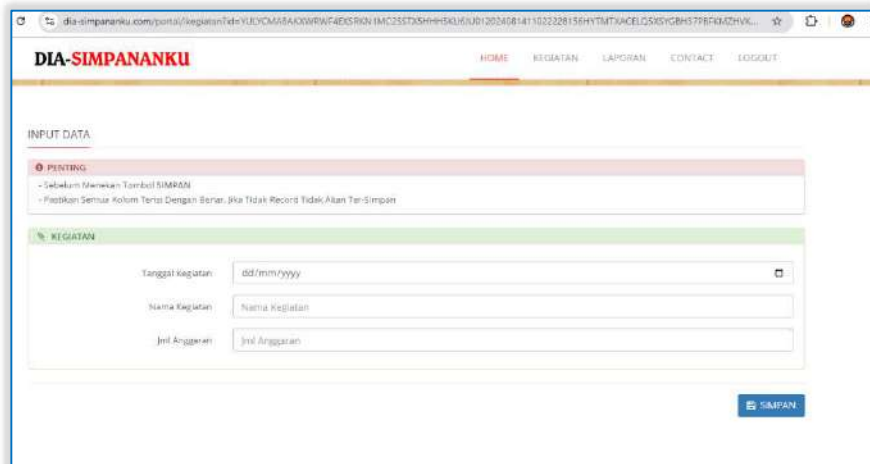 dia-simpananku.com/portal/kegiatan?id=
DIA-SIMPANANKU
HOME KEGIATAN LAPORAN CONTACT LOGOUT
INPUT DATA
PENTING
- Sebelum Menekan Tombol SIMPAN
- Pastikan Semua Kolom Terisi Dengan Benar, Jika Tidak Record Tidak Akan Ter-Simpan
KEGIATAN
Tanggal Kegiatan dd/mm/yyyy
Nama Kegiatan Nama Kegiatan
Jml Anggaran Jml Anggaran
SIMPAN